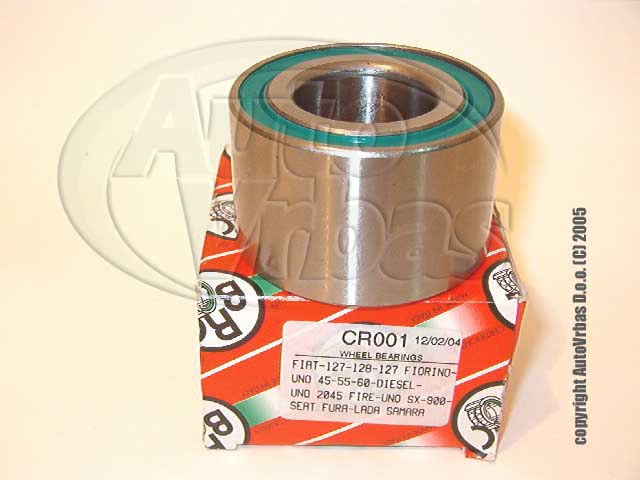 Auto
Vrbas
CR001 12/02/04
WHEEL BEARINGS
FIAT-127-128-127 FIORINO-
UNO 45-55-60-DIESEL-
UNO 2045 FIRE-UNO SX-900-
SEAT FURA-LADA SAMARA
copyright AutoVrbas D.o.o. (C) 2005